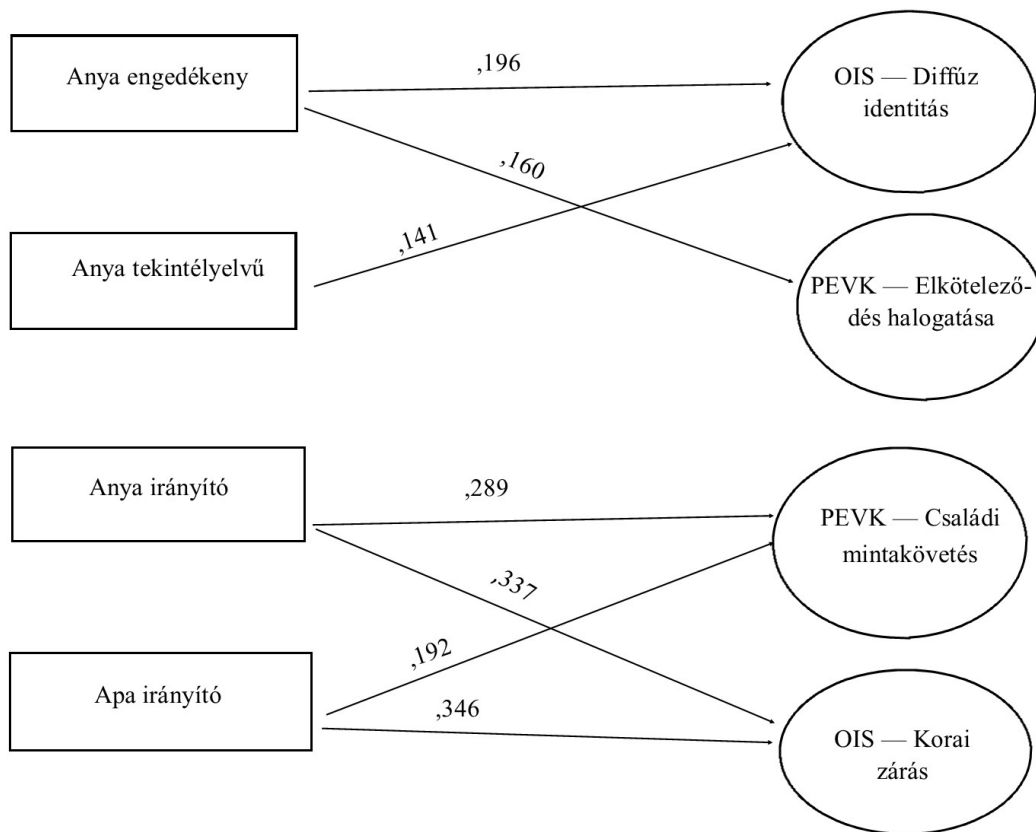 Anya engedékeny
,196
OIS — Diffúz
identitás
,160
Anya tekintélyelvű
,141
PEVK — Elkötelező-
dés halogatása
Anya irányító
,289
PEVK — Családi
mintakövetés
,337
Apa irányító
,192
,346
OIS — Korai
zárás